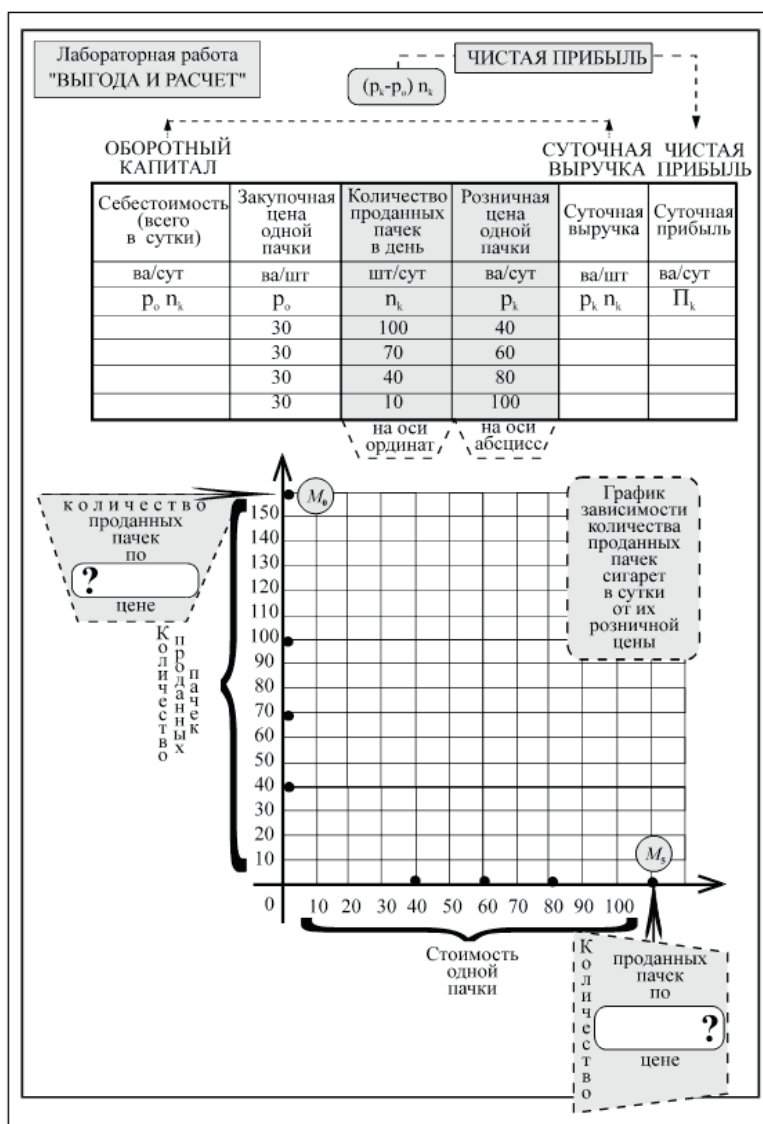 Лабораторная работа
"ВЫГОДА И РАСЧЕТ"
ЧИСТАЯ ПРИБЫЛЬ
(pₖ-pₒ) nₖ
ОБОРОТНЫЙ КАПИТАЛ
СУТОЧНАЯ ВЫРУЧКА
ЧИСТАЯ ПРИБЫЛЬ
Себестоимость (всего в сутки) Закупочная цена одной пачки Количество проданных пачек в день Розничная цена одной пачки Суточная выручка Суточная прибыль
ва/сут ва/шт шт/сут ва/сут ва/шт ва/сут
pₒ nₖ pₒ nₖ pₖ pₖ nₖ Пₖ
30 100 40
30 70 60
30 40 80
30 10 100
на оси ординат
на оси абсцисс
M₀
количество
проданных
пачек
по
?
цене
График
зависимости
количества
проданных
пачек
сигарет
в сутки
от их
розничной
цены
Количество
проданных
пачек
150
140
130
120
110
100
90
80
70
60
50
40
30
20
10
M₅
0 10 20 30 40 50 60 70 80 90 100
Стоимость
одной
пачки
Количество
проданных
пачек
по
?
цене